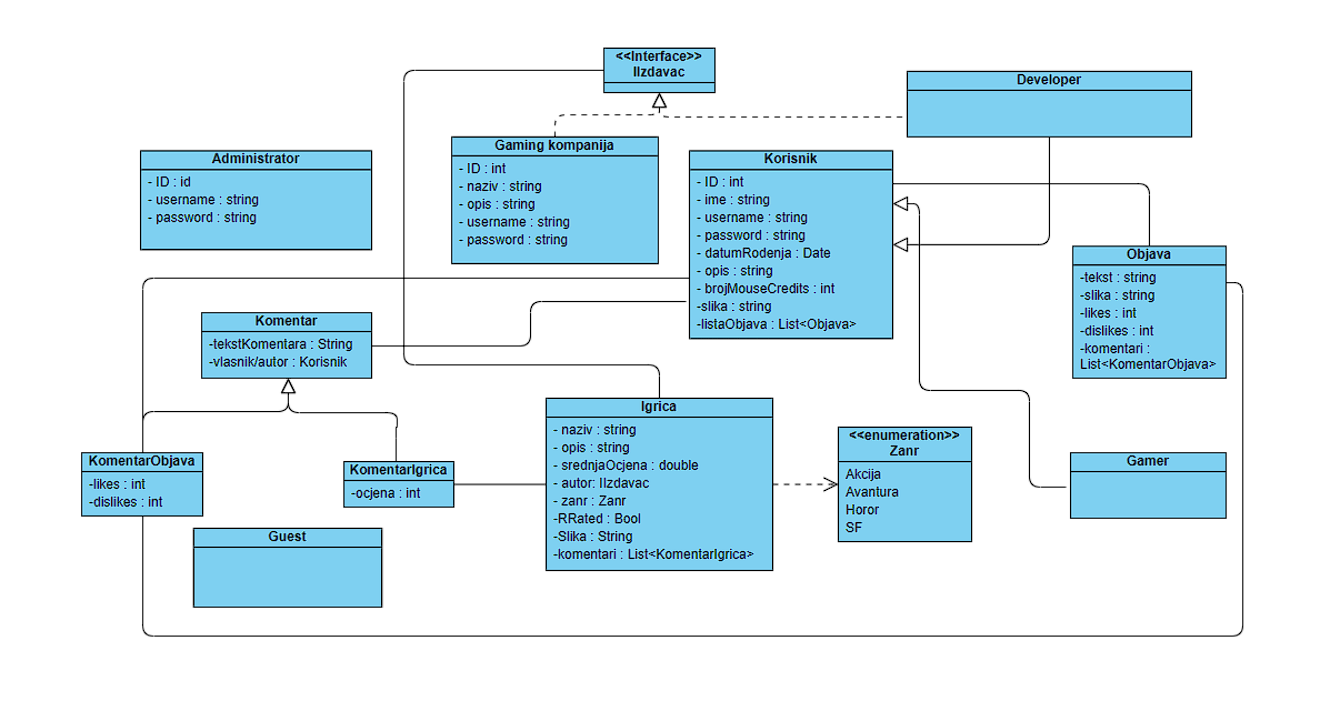 <<Interface>>
IIzdavac
Developer
Administrator
- ID : id
- username : string
- password : string
Gaming kompanija
- ID : int
- naziv : string
- opis : string
- username : string
- password : string
Korisnik
- ID : int
- ime : string
- username : string
- password : string
- datumRodenja : Date
- opis : string
- brojMouseCredits : int
-slika : string
-listaObjava : List<Objava>
Objava
-tekst : string
-slika : string
-likes : int
-dislikes : int
-komentari :
List<KomentarObjava>
Komentar
-tekstKomentara : String
-vlasnik/autor : Korisnik
KomentarObjava
-likes : int
-dislikes : int
KomentarIgrica
-ocjena : int
Igrica
- naziv : string
- opis : string
- srednjaOcjena : double
- autor: IIzdavac
- zanr : Zanr
-RRated : Bool
-Slika : String
-komentari : List<KomentarIgrica>
<<enumeration>>
Zanr
Akcija
Avantura
Horor
SF
Gamer
Guest